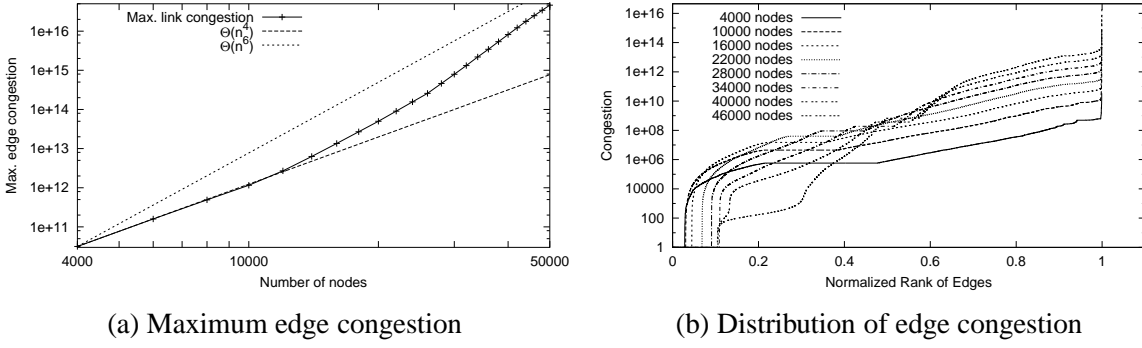 Max. edge congestion
1e+16
1e+15
1e+14
1e+13
1e+12
1e+11
4000
10000
50000
Number of nodes
Max. link congestion
Θ(n^4)
Θ(n^6)
(a) Maximum edge congestion
Congestion
1e+16
1e+14
1e+12
1e+10
1e+08
1e+06
10000
100
1
0
0.2
0.4
0.6
0.8
1
Normalized Rank of Edges
4000 nodes
10000 nodes
16000 nodes
22000 nodes
28000 nodes
34000 nodes
40000 nodes
46000 nodes
(b) Distribution of edge congestion